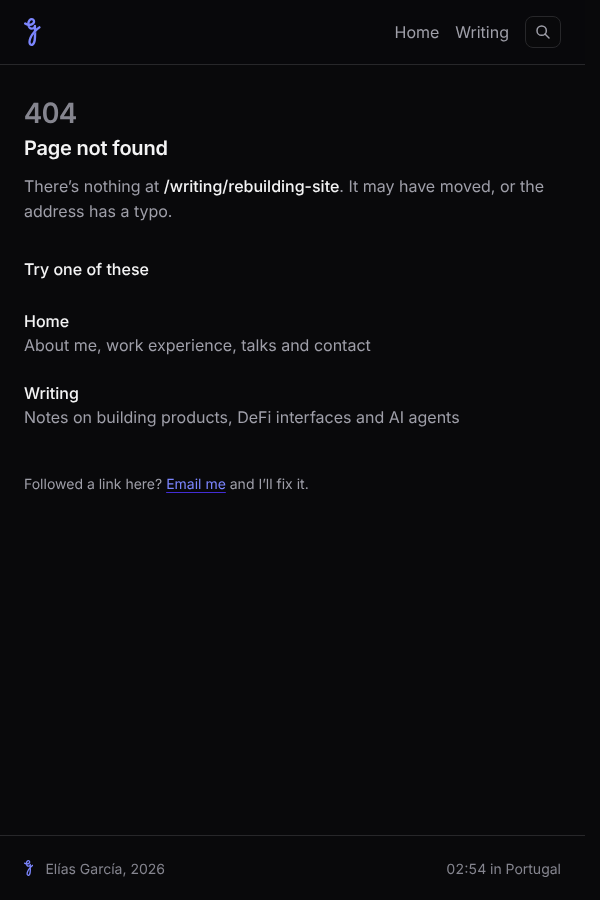 Home Writing
404
Page not found
There’s nothing at /writing/rebuilding-site. It may have moved, or the
address has a typo.
Try one of these
Home
About me, work experience, talks and contact
Writing
Notes on building products, DeFi interfaces and AI agents
Followed a link here? Email me and I’ll fix it.
Elías García, 2026
02:54 in Portugal